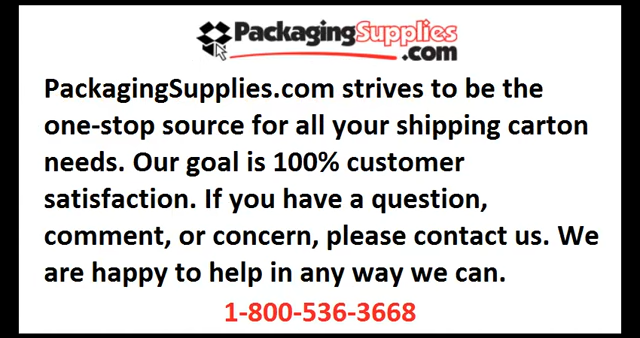 PackagingSupplies
.com
PackagingSupplies.com strives to be the
one-stop source for all your shipping carton
needs. Our goal is 100% customer
satisfaction. If you have a question,
comment, or concern, please contact us. We
are happy to help in any way we can.
1-800-536-3668